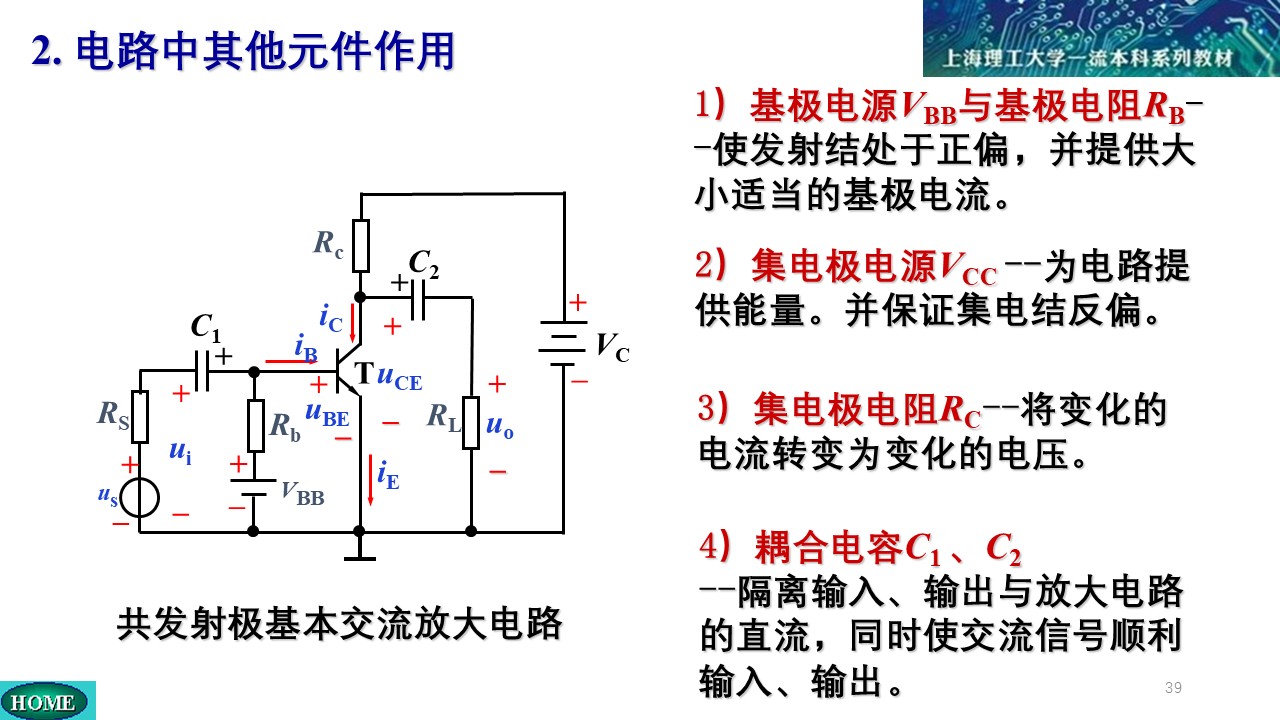 2. 电路中其他元件作用
上海理工大学一流本科系列教材
1）基极电源VBB与基极电阻RB-
-使发射结处于正偏，并提供大
小适当的基极电流。
2）集电极电源VCC --为电路提
供能量。并保证集电结反偏。
3）集电极电阻RC--将变化的
电流转变为变化的电压。
4）耦合电容C1 、C2
--隔离输入、输出与放大电路
的直流，同时使交流信号顺利
输入、输出。
Rc
C2
+
iC
+
+
C1
+
iB
VC
T
uCE
+
+
+
−
RS
Rb
uBE
−
RL
uo
−
ui
−
+
+
iE
us
VBB
−
−
−
−
共发射极基本交流放大电路
HOME
39